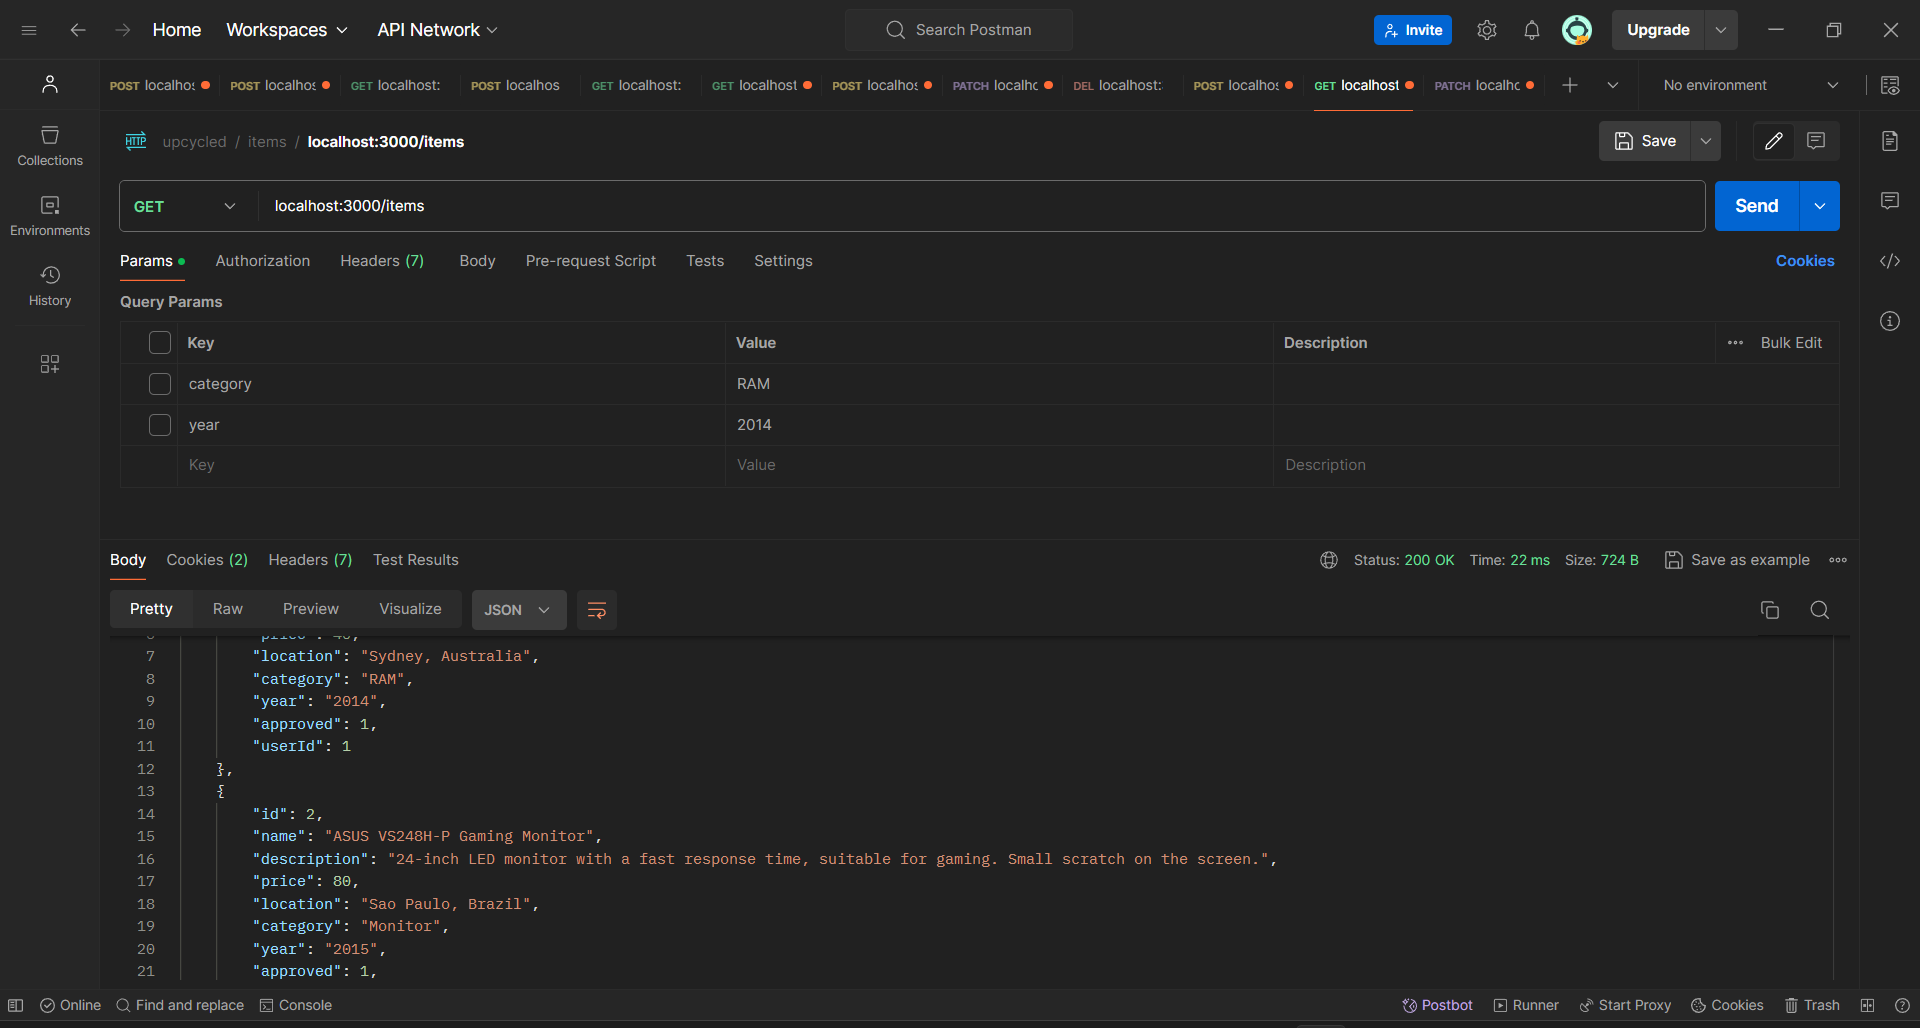 Home Workspaces API Network Search Postman Invite Upgrade
POST localhos POST localhos GET localhost: POST localhos GET localhost: GET localhost POST localhos PATCH localhc DEL localhost: POST localhos GET localhost PATCH localhc No environment
HTTP upcycled / items / localhost:3000/items Save
Collections
GET localhost:3000/items Send
Environments
Params Authorization Headers (7) Body Pre-request Script Tests Settings Cookies
History
Query Params
Key Value Description Bulk Edit
category RAM
year 2014
Key Value Description
Body Cookies (2) Headers (7) Test Results Status: 200 OK Time: 22 ms Size: 724 B Save as example
Pretty Raw Preview Visualize JSON
7 "location": "Sydney, Australia",
8 "category": "RAM",
9 "year": "2014",
10 "approved": 1,
11 "userId": 1
12 },
13 {
14 "id": 2,
15 "name": "ASUS VS248H-P Gaming Monitor",
16 "description": "24-inch LED monitor with a fast response time, suitable for gaming. Small scratch on the screen.",
17 "price": 80,
18 "location": "Sao Paulo, Brazil",
19 "category": "Monitor",
20 "year": "2015",
21 "approved": 1,
Online Find and replace Console Postbot Runner Start Proxy Cookies Trash